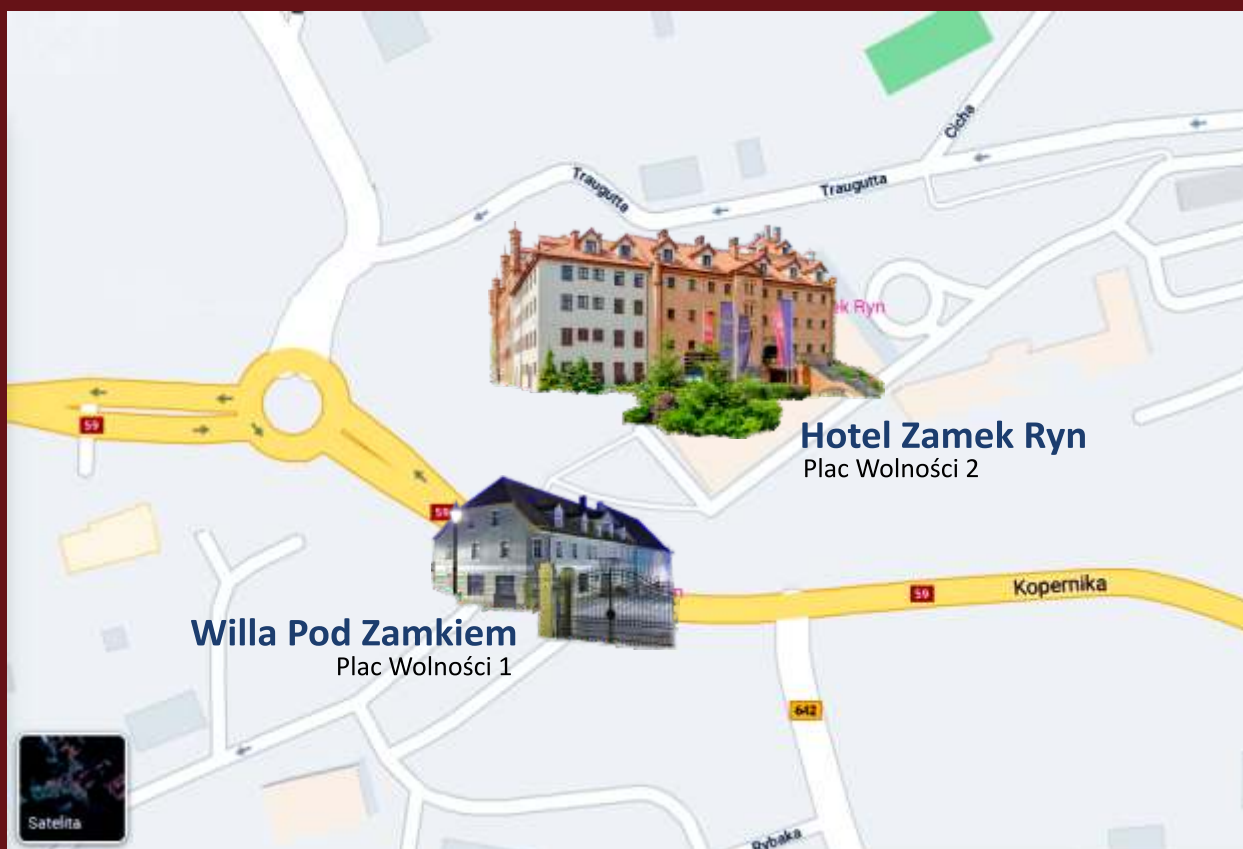 Cicha
Traugutta
Traugutta
ek Ryn
Hotel Zamek Ryn
Plac Wolności 2
59
59
59
Kopernika
Willa Pod Zamkiem
Plac Wolności 1
642
Satelita
Rybaka